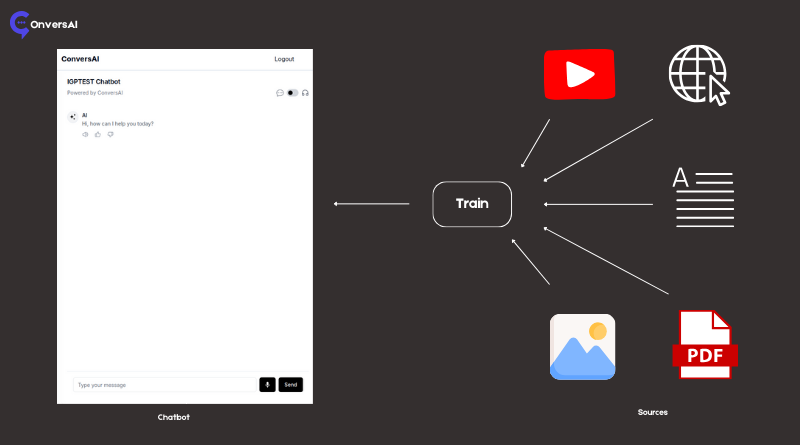 OnversAI
ConversAI
Logout
IGPTEST Chatbot
Powered by ConversAI
AI
Hi, how can I help you today?
Type your message
Send
Chatbot
Train
A
PDF
Sources